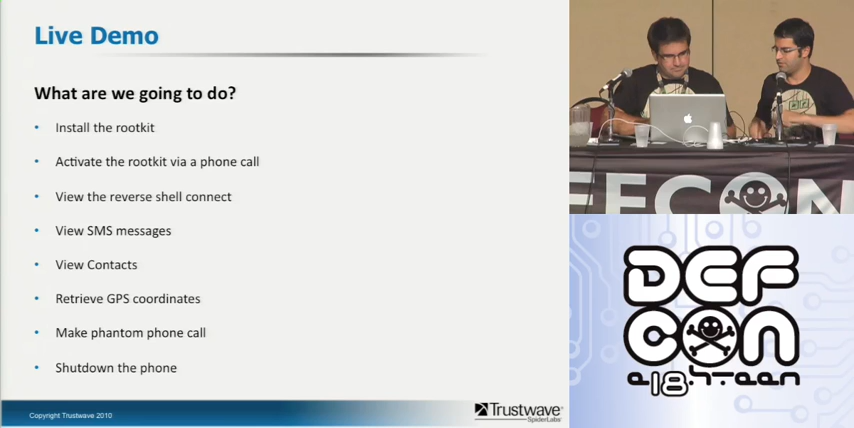 Live Demo
What are we going to do?
• Install the rootkit
• Activate the rootkit via a phone call
• View the reverse shell connect
• View SMS messages
• View Contacts
• Retrieve GPS coordinates
• Make phantom phone call
• Shutdown the phone
Copyright Trustwave 2010
Trustwave®
SpiderLabs®
DEF
CON